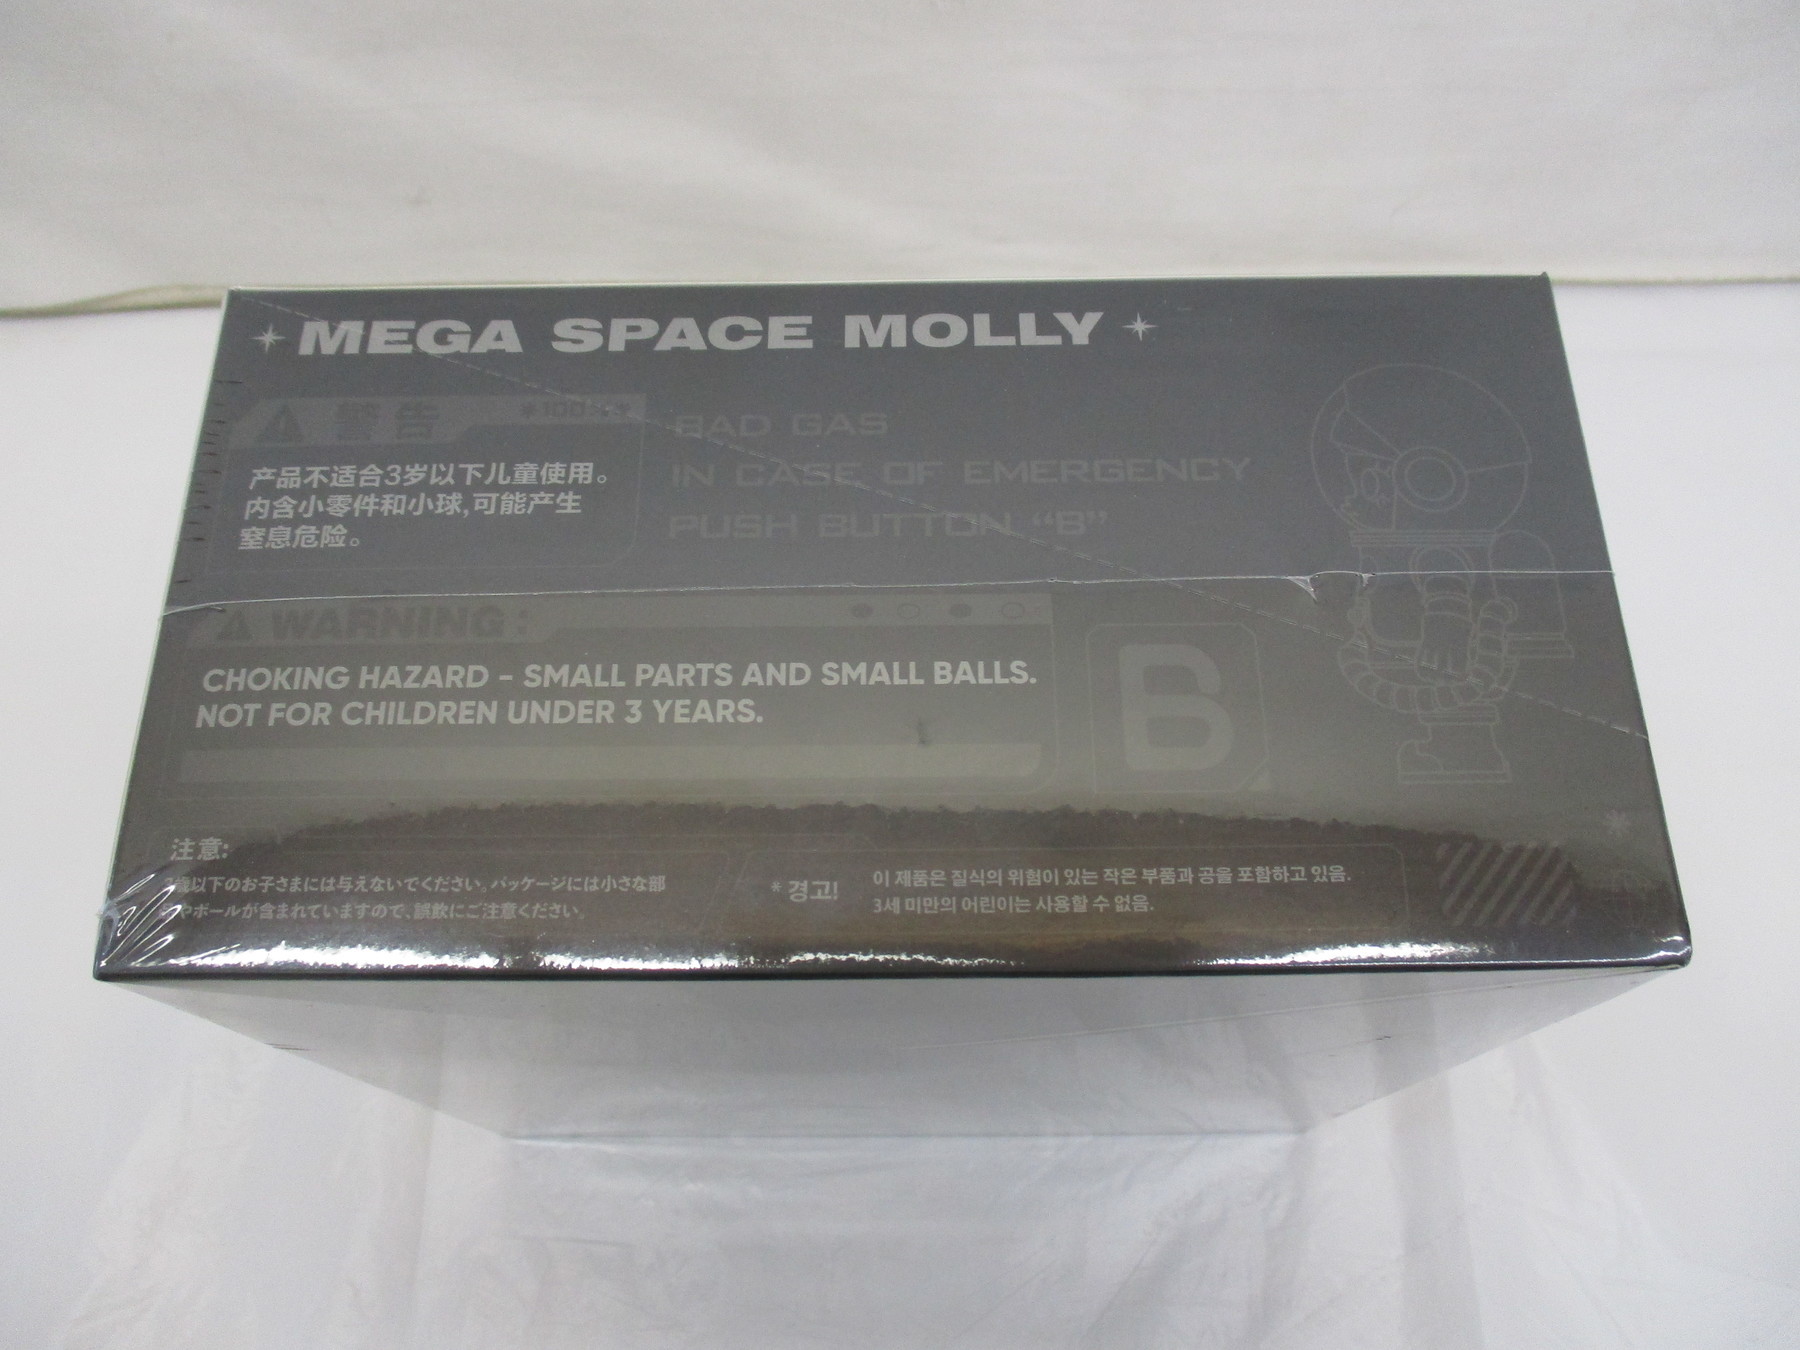 MEGA SPACE MOLLY
警告
*100%*
产品不适合3岁以下儿童使用。
内含小零件和小球,可能产生
窒息危险。
BAD GAS
IN CASE OF EMERGENCY
PUSH BUTTON “B”
WARNING:
CHOKING HAZARD - SMALL PARTS AND SMALL BALLS.
NOT FOR CHILDREN UNDER 3 YEARS.
B
注意:
歳以下のお子さまには与えないでください。パッケージには小さな部
やボールが含まれていますので、誤飲にご注意ください。
* 경고!
이 제품은 질식의 위험이 있는 작은 부품과 공을 포함하고 있음.
3세 미만의 어린이는 사용할 수 없음.